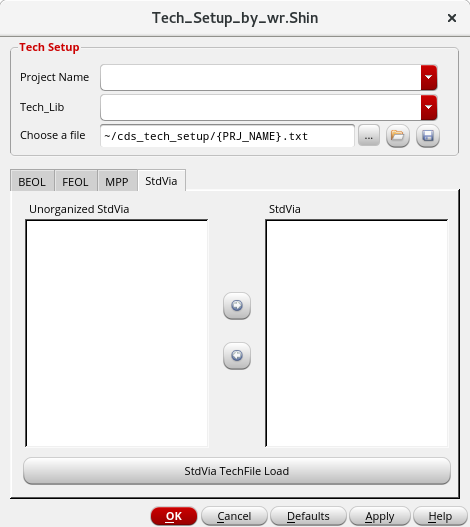 Tech_Setup_by_wr.Shin
Tech Setup
Project Name
Tech_Lib
Choose a file ~/cds_tech_setup/{PRJ_NAME}.txt ...
BEOL FEOL MPP StdVia
Unorganized StdVia StdVia
StdVia TechFile Load
OK Cancel Defaults Apply Help